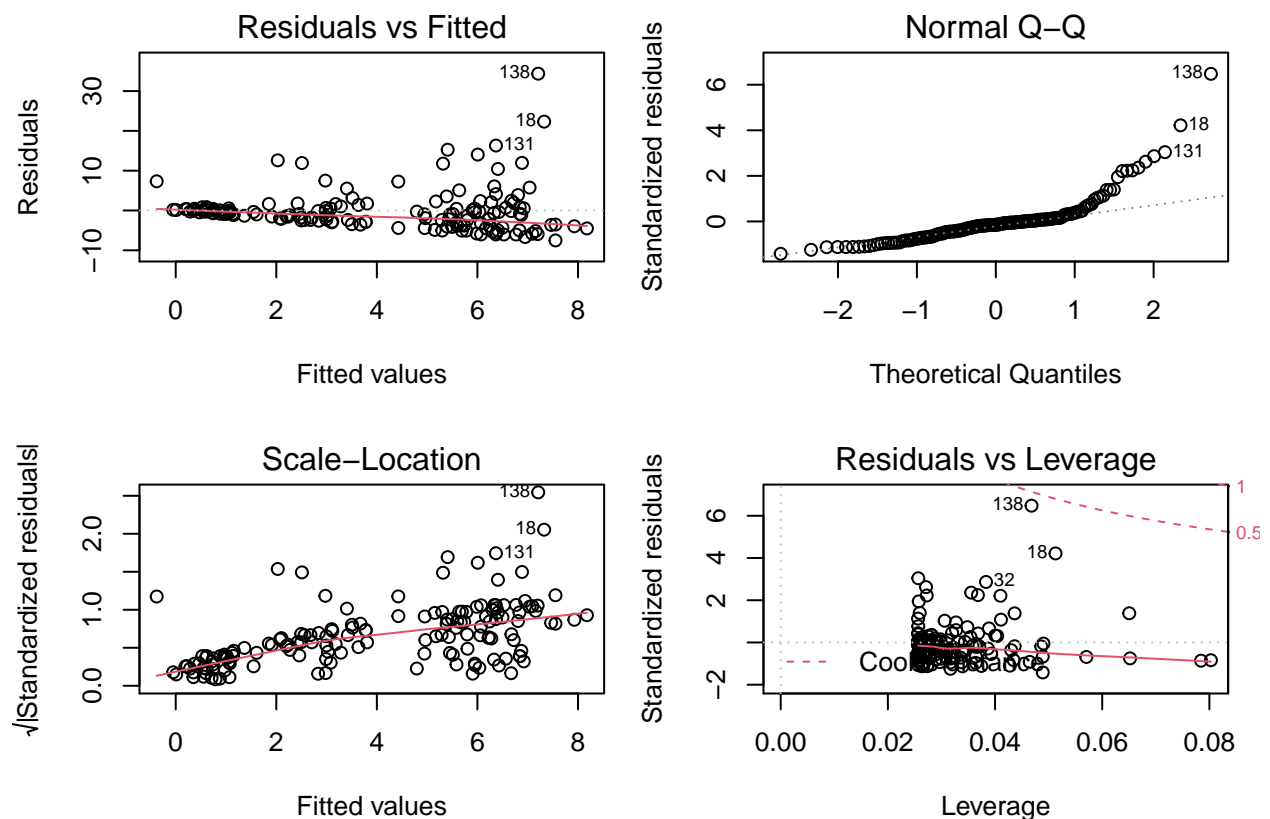 Residuals vs Fitted
Residuals
30
10
−10
138
18
131
0 2 4 6 8
Fitted values
Normal Q−Q
Standardized residuals
6
4
2
0
138
18
131
−2 −1 0 1 2
Theoretical Quantiles
Scale−Location
√|Standardized residuals|
2.0
1.0
0.0
138
18
131
0 2 4 6 8
Fitted values
Residuals vs Leverage
Standardized residuals
6
4
2
−2
1
0.5
138
18
32
0.00 0.02 0.04 0.06 0.08
Leverage